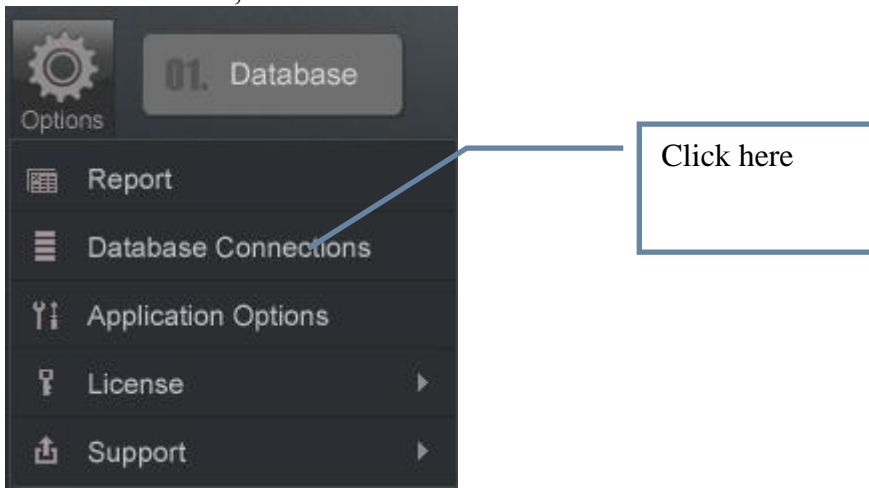 01. Database
Options
Click here
Report
Database Connections
Application Options
License
Support